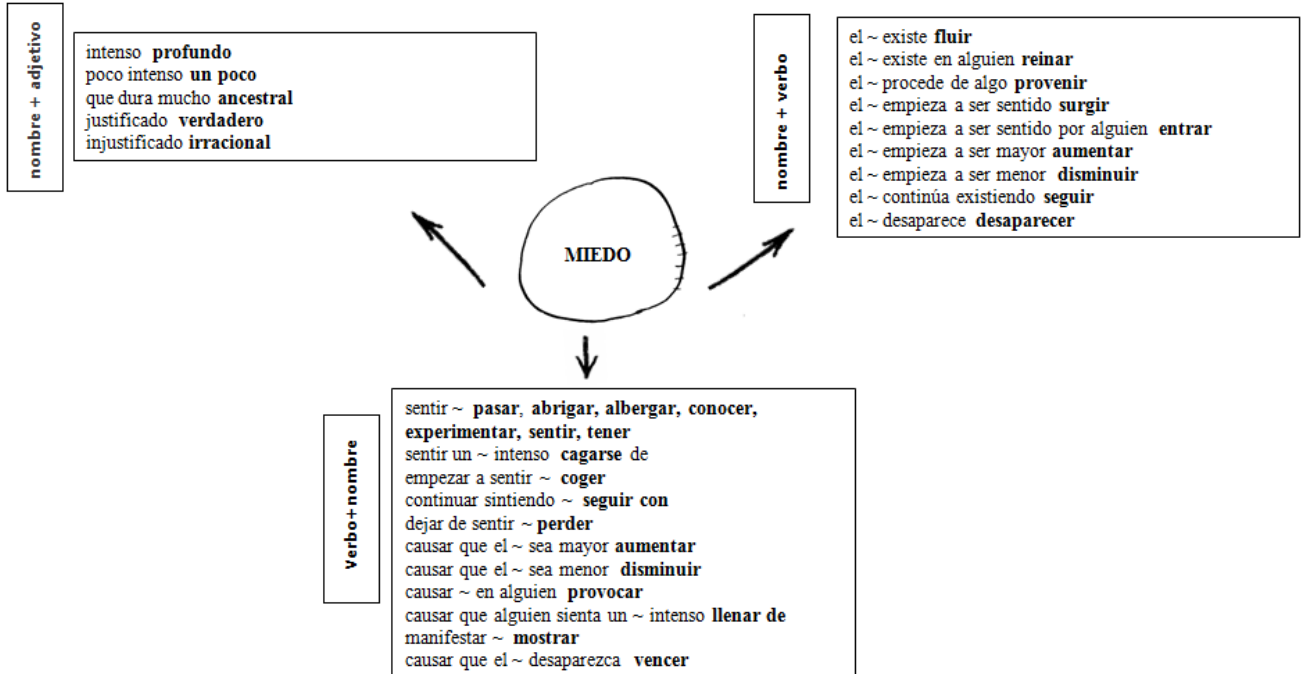 nombre + adjetivo
intenso profundo
poco intenso un poco
que dura mucho ancestral
justificado verdadero
injustificado irracional
nombre + verbo
el ~ existe fluir
el ~ existe en alguien reinar
el ~ procede de algo provenir
el ~ empieza a ser sentido surgir
el ~ empieza a ser sentido por alguien entrar
el ~ empieza a ser mayor aumentar
el ~ empieza a ser menor disminuir
el ~ continúa existiendo seguir
el ~ desaparece desaparecer
MIEDO
Verbo+nombre
sentir ~ pasar, abrigar, albergar, conocer,
experimentar, sentir, tener
sentir un ~ intenso cagarse de
empezar a sentir ~ coger
continuar sintiendo ~ seguir con
dejar de sentir ~ perder
causar que el ~ sea mayor aumentar
causar que el ~ sea menor disminuir
causar ~ en alguien provocar
causar que alguien sienta un ~ intenso llenar de
manifestar ~ mostrar
causar que el ~ desaparezca vencer